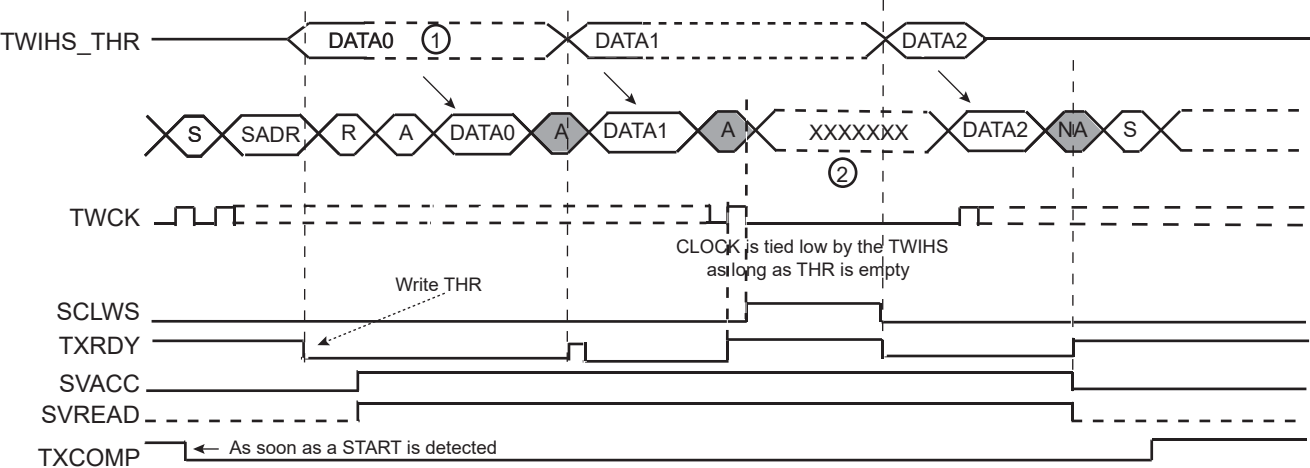 TWIHS_THR DATA0 1 DATA1 DATA2
S SADR R A DATA0 A DATA1 A XXXXXXX DATA2 NA S
2
TWCK
CLOCK is tied low by the TWIHS
as long as THR is empty
Write THR
SCLWS
TXRDY
SVACC
SVREAD
As soon as a START is detected
TXCOMP